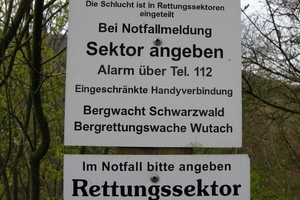 Die Schlucht ist in Rettungssektoren
eingeteilt
Bei Notfallmeldung
Sektor angeben
Alarm über Tel. 112
Eingeschränkte Handyverbindung
Bergwacht Schwarzwald
Bergrettungswache Wutach
Im Notfall bitte angeben
Rettungssektor